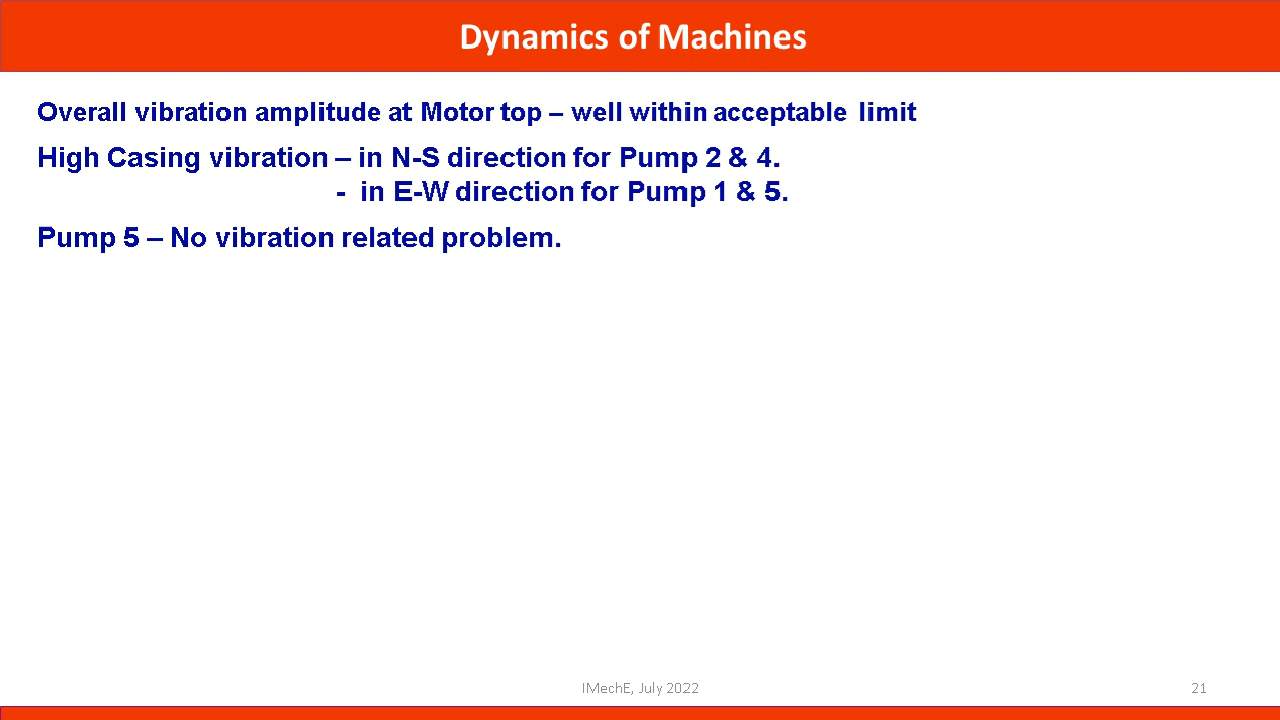 Dynamics of Machines
Overall vibration amplitude at Motor top – well within acceptable limit
High Casing vibration – in N-S direction for Pump 2 & 4.
- in E-W direction for Pump 1 & 5.
Pump 5 – No vibration related problem.
IMechE, July 2022
21